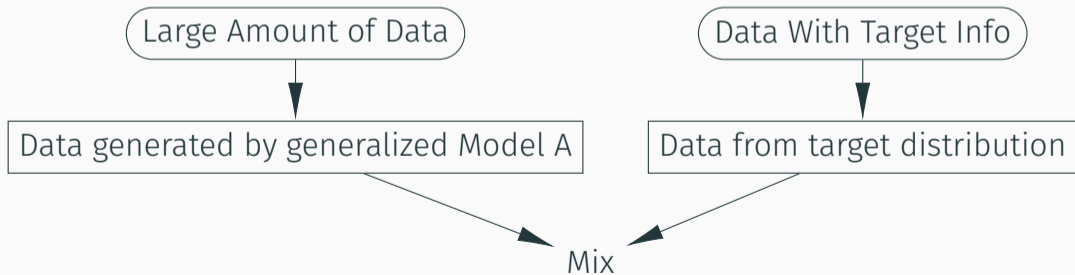 Large Amount of Data
Data With Target Info
Data generated by generalized Model A
Data from target distribution
Mix